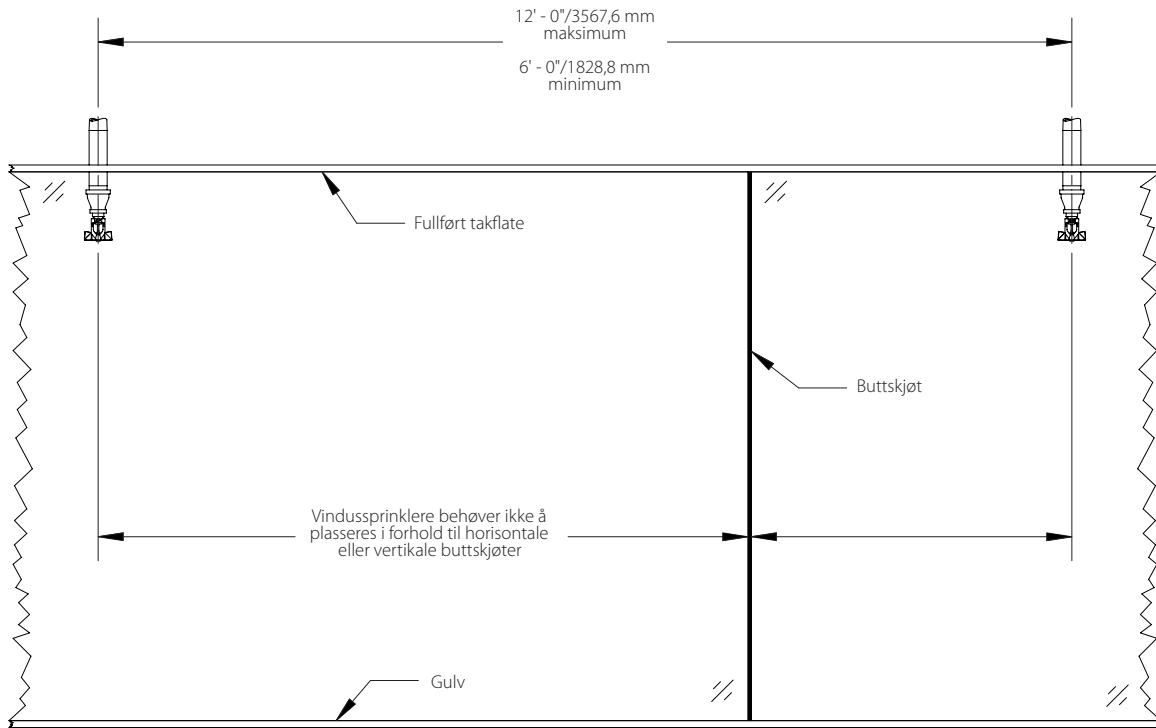 12' - 0"/3567,6 mm
maksimum
6' - 0"/1828,8 mm
minimum
Fullført takflate
Buttskjøt
Vindussprinklere behøver ikke å
plasseres i forhold til horisontale
eller vertikale buttskjøter
Gulv